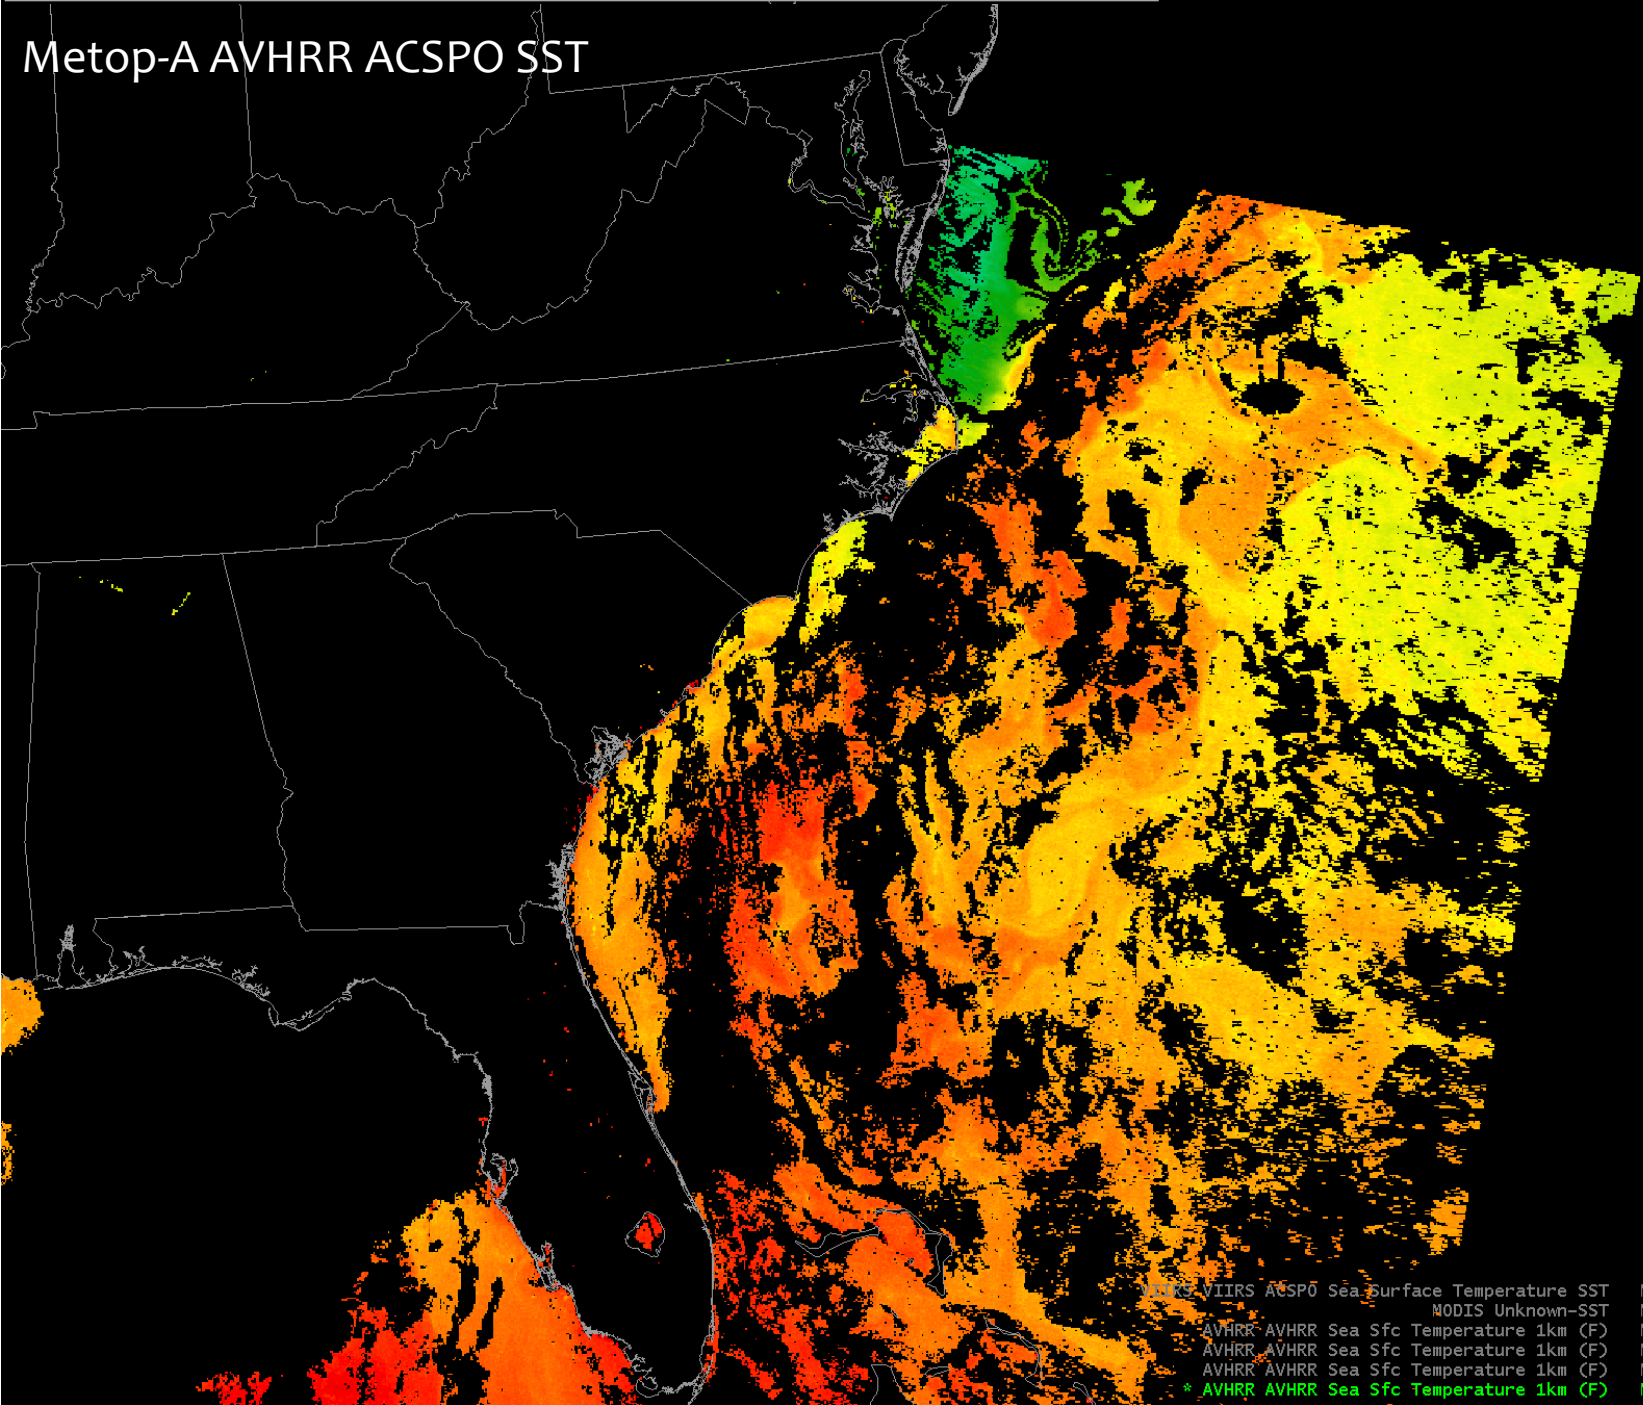 Metop-A AVHRR ACSPO SST
VIIRS VIIRS ACSPO Sea Surface Temperature SST
MODIS Unknown-SST
AVHRR AVHRR Sea Sfc Temperature 1km (F)
AVHRR AVHRR Sea Sfc Temperature 1km (F)
AVHRR AVHRR Sea Sfc Temperature 1km (F)
* AVHRR AVHRR Sea Sfc Temperature 1km (F)